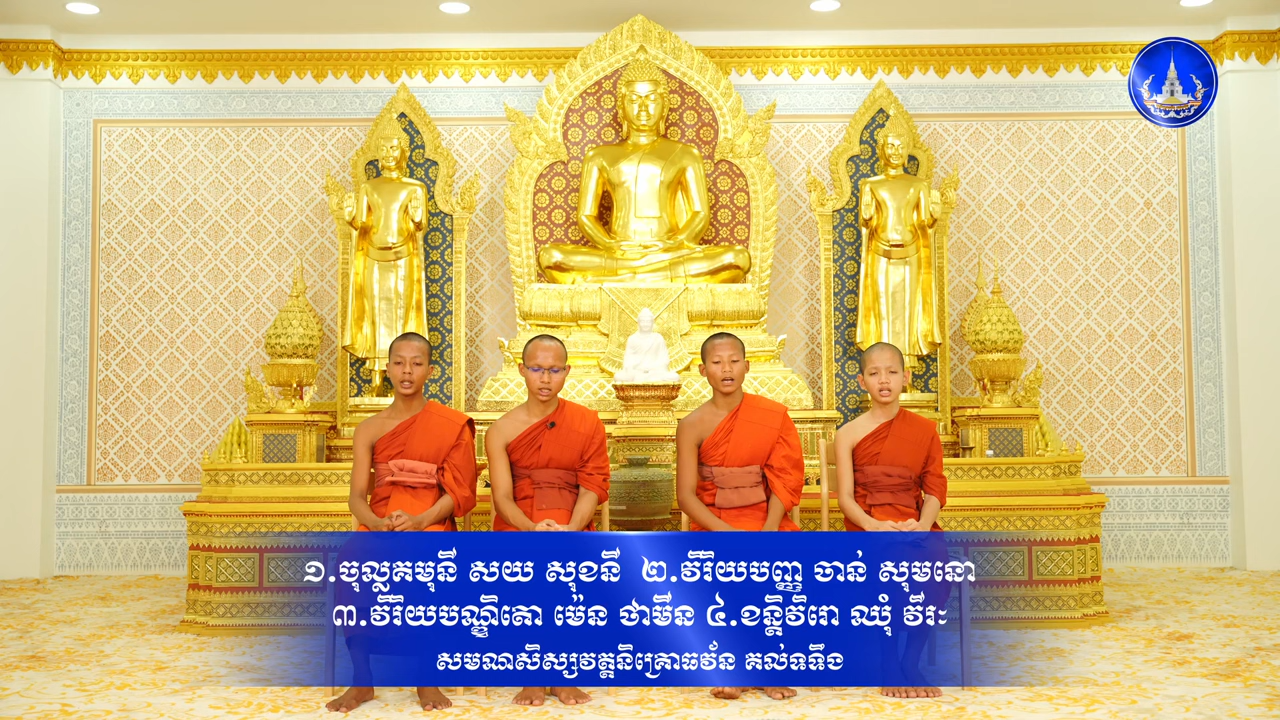 ១.ចុល្លគម្ពុនី សយ សុខនី ២.វីរិយបញ្ញ ចាន់ សុមនោ
៣.វីរិយបណ្ឌិតោ ម៉េន ថាមីន ៤.ខន្តិវិរោ ឈុំ វីរៈ
សមណសិស្សវត្តនិគ្រោធវ័ន គល់ទទឹង